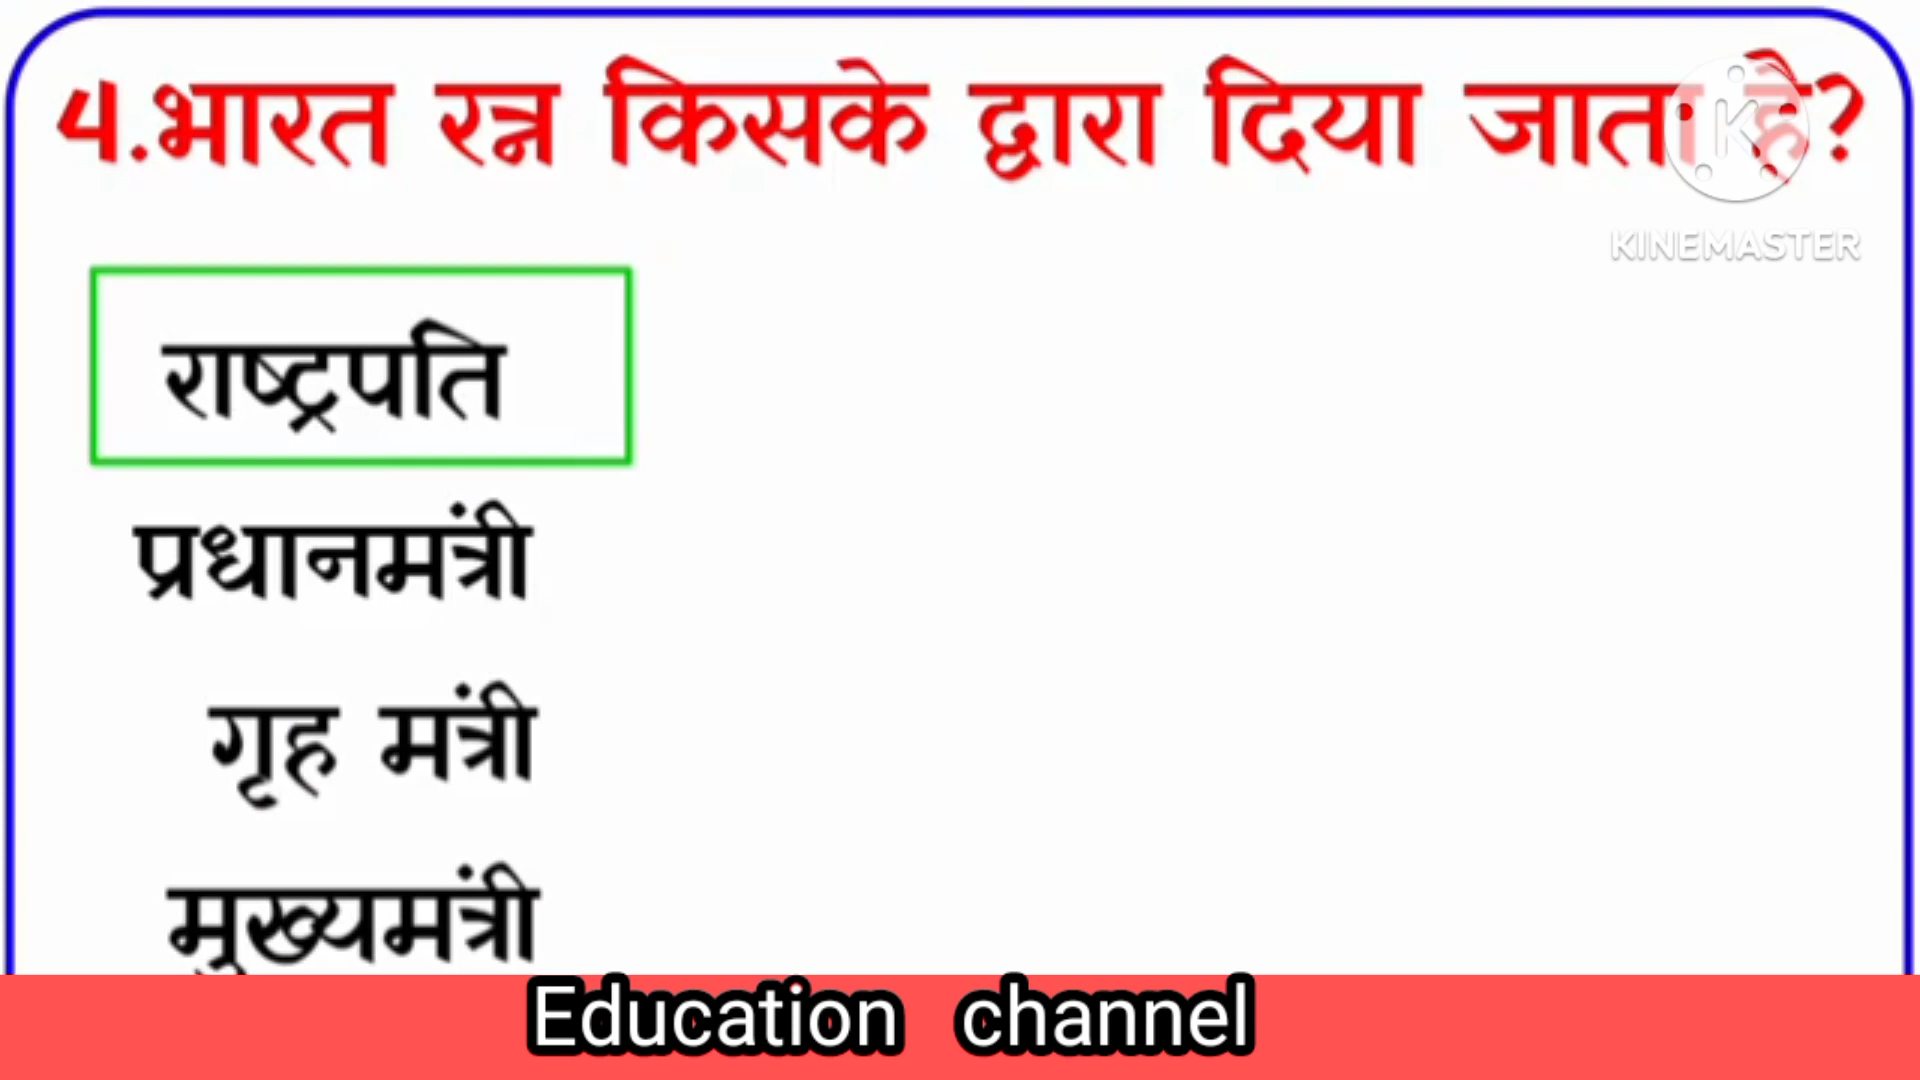 4.भारत रत्न किसके द्वारा दिया जाता है?
KINEMASTER
राष्ट्रपति
प्रधानमंत्री
गृह मंत्री
मुख्यमंत्री
Education channel